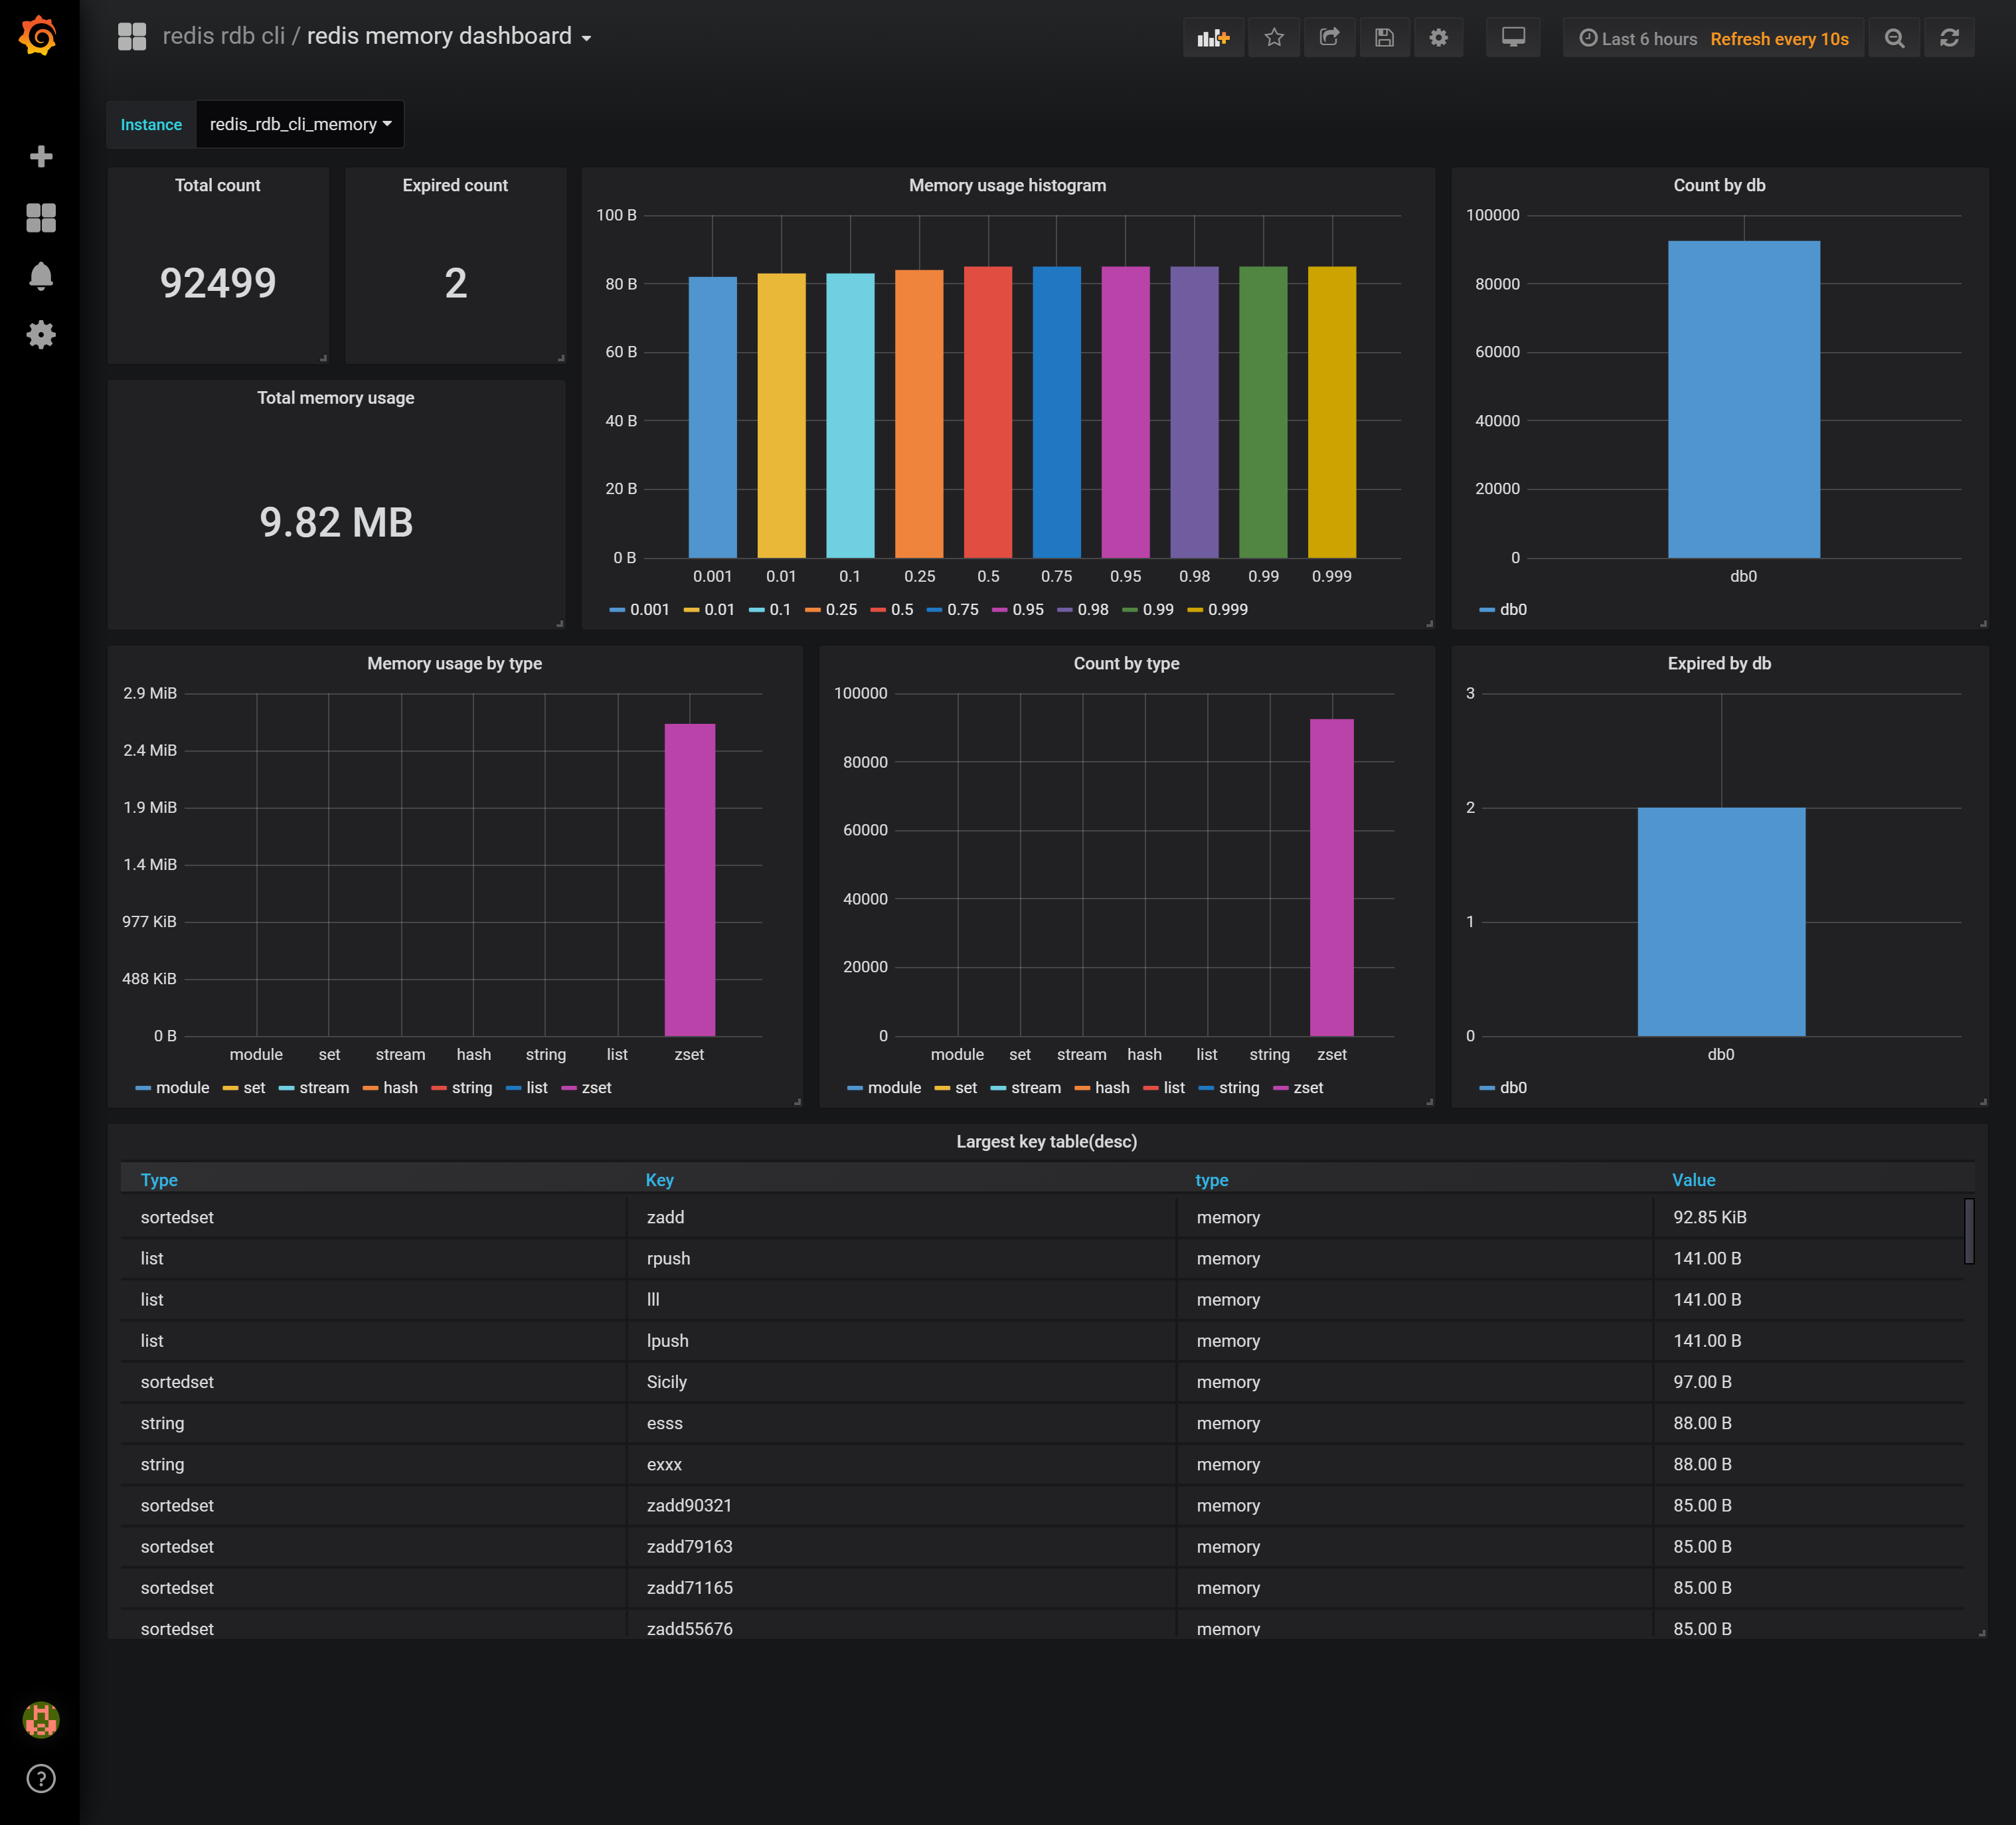 redis rdb cli / redis memory dashboard
Last 6 hours Refresh every 10s
Instance redis_rdb_cli_memory
Total count
92499
Expired count
2
Total memory usage
9.82 MB
Memory usage histogram
100 B
80 B
60 B
40 B
20 B
0 B
0.001 0.01 0.1 0.25 0.5 0.75 0.95 0.98 0.99 0.999
0.001 0.01 0.1 0.25 0.5 0.75 0.95 0.98 0.99 0.999
Count by db
100000
80000
60000
40000
20000
0
db0
db0
Memory usage by type
2.9 MiB
2.4 MiB
1.9 MiB
1.4 MiB
977 KiB
488 KiB
0 B
module set stream hash string list zset
module set stream hash string list zset
Count by type
100000
80000
60000
40000
20000
0
module set stream hash list string zset
module set stream hash list string zset
Expired by db
3
2
1
0
db0
db0
Largest key table(desc)
Type Key type Value
sortedset zadd memory 92.85 KiB
list rpush memory 141.00 B
list lll memory 141.00 B
list lpush memory 141.00 B
sortedset Sicily memory 97.00 B
string esss memory 88.00 B
string exxx memory 88.00 B
sortedset zadd90321 memory 85.00 B
sortedset zadd79163 memory 85.00 B
sortedset zadd71165 memory 85.00 B
sortedset zadd55676 memory 85.00 B
?